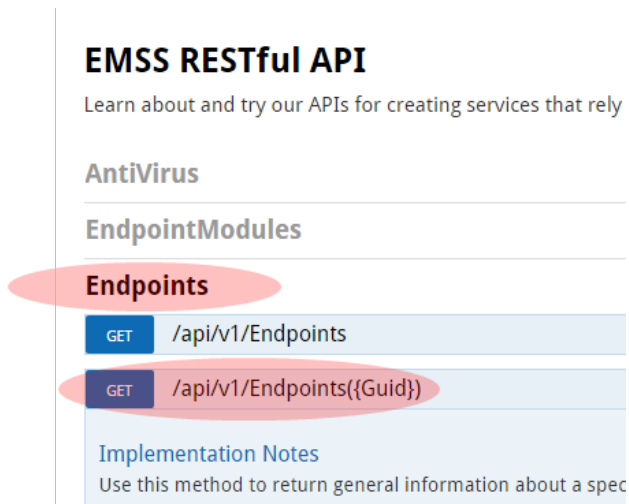 EMSS RESTful API
Learn about and try our APIs for creating services that rely
AntiVirus
EndpointModules
Endpoints
GET /api/v1/Endpoints
GET /api/v1/Endpoints({Guid})
Implementation Notes
Use this method to return general information about a spec